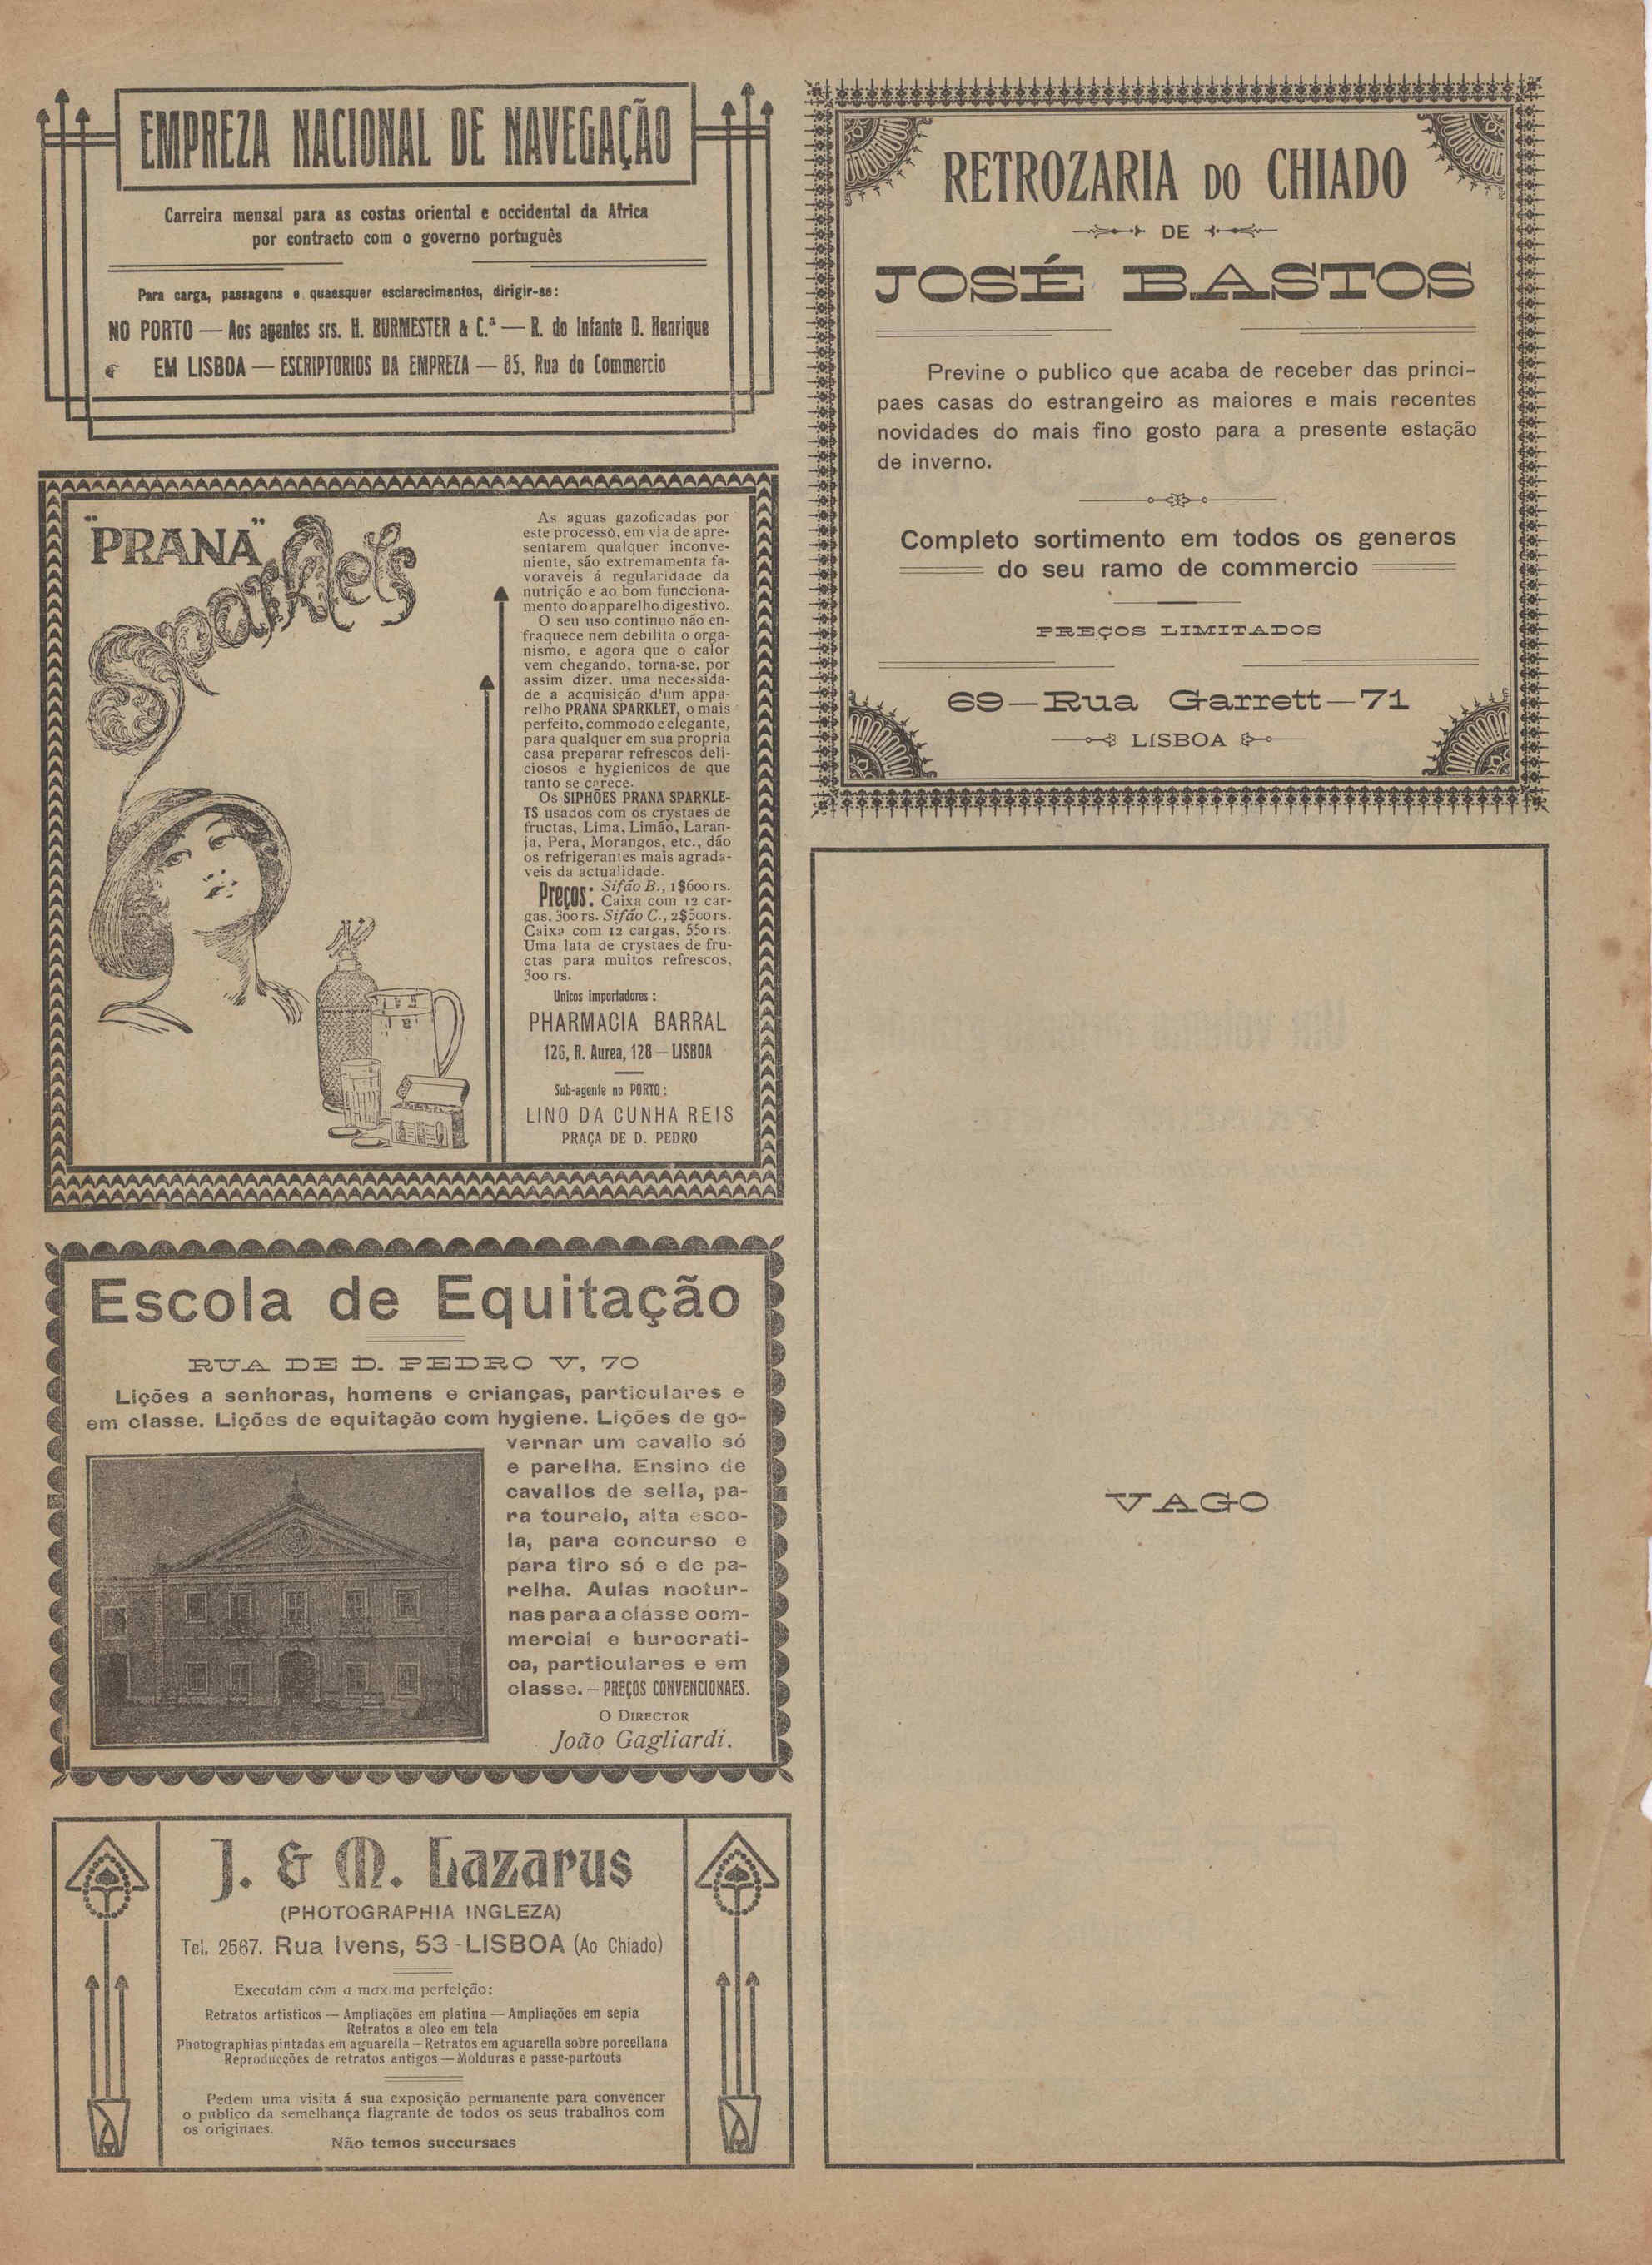 EMPREZA NACIONAL DE NAVEGAÇÃO
Carreira mensal para as costas oriental e occidental da Africa
por contracto com o governo português
Para carga, passagens e quaesquer esclarecimentos, dirigir-se:
NO PORTO — Aos agentes srs. H. BURMESTER & C.ª — R. do Infante D. Henrique
EM LISBOA — ESCRIPTORIOS DA EMPREZA — 85, Rua do Commercio
"PRANA"
Sparklets
As aguas gazoficadas por
este processo, em via de apre-
sentarem qualquer inconve-
niente, são extremamenta fa-
voraveis á regularidade da
nutrição e ao bom funcciona-
mento do apparelho digestivo.
O seu uso continuo não en-
fraquece nem debilita o orga-
nismo, e agora que o calor
vem chegando, torna-se, por
assim dizer, uma necessida-
de a acquisição d'um appa-
relho PRANA SPARKLET, o mais
perfeito, commodo e elegante,
para qualquer em sua propria
casa preparar refrescos deli-
ciosos e hygienicos de que
tanto se carece.
Os SIPHÕES PRANA SPARKLE-
TS usados com os crystaes de
fructas, Lima, Limão, Laran-
ja, Pera, Morangos, etc., dão
os refrigerantes mais agrada-
veis da actualidade.
Preços: Sifão B., 1$600 rs.
Caixa com 12 car-
gas, 300 rs. Sifão C., 2$500 rs.
Caixa com 12 cargas, 550 rs.
Uma lata de crystaes de fru-
ctas para muitos refrescos,
300 rs.
Unicos importadores:
PHARMACIA BARRAL
126, R. Aurea, 128 — LISBOA
Sub-agente no PORTO:
LINO DA CUNHA REIS
PRAÇA DE D. PEDRO
Escola de Equitação
RUA DE D. PEDRO V, 70
Lições a senhoras, homens e crianças, particulares e
em classe. Lições de equitação com hygiene. Lições de go-
vernar um cavallo só
e parelha. Ensino de
cavallos de sella, pa-
ra toureio, alta esco-
la, para concurso e
para tiro só e de pa-
relha. Aulas noctur-
nas para a classe com-
mercial e burocrati-
ca, particulares e em
classe. — PREÇOS CONVENCIONAES.
O DIRECTOR
João Gagliardi.
J. & M. Lazarus
(PHOTOGRAPHIA INGLEZA)
Tel. 2567. Rua Ivens, 53 - LISBOA (Ao Chiado)
Executam com a maxima perfeição:
Retratos artisticos — Ampliações em platina — Ampliações em sepia
Retratos a oleo em tela
Photographias pintadas em aguarella — Retratos em aguarella sobre porcellana
Reproducções de retratos antigos — Molduras e passe-partouts
Pedem uma visita á sua exposição permanente para convencer
o publico da semelhança flagrante de todos os seus trabalhos com
os originaes.
Não temos succursaes
RETROZARIA DO CHIADO
DE
JOSÉ BASTOS
Previne o publico que acaba de receber das princi-
paes casas do estrangeiro as maiores e mais recentes
novidades do mais fino gosto para a presente estação
de inverno.
Completo sortimento em todos os generos
do seu ramo de commercio
PREÇOS LIMITADOS
69 — Rua Garrett — 71
LISBOA
VAGO